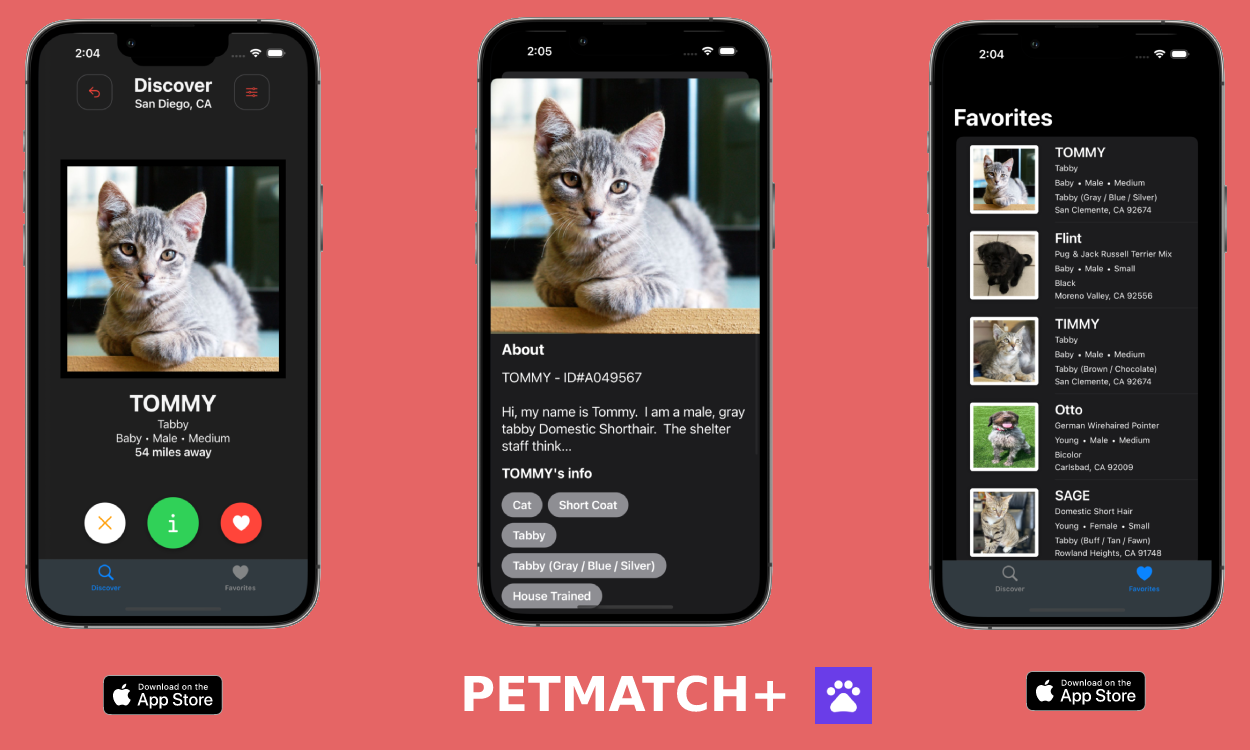 2:04
Discover
San Diego, CA
TOMMY
Tabby
Baby • Male • Medium
54 miles away
i
Discover
Favorites
Download on the
App Store
2:05
About
TOMMY - ID#A049567
Hi, my name is Tommy. I am a male, gray
tabby Domestic Shorthair. The shelter
staff think...
TOMMY's info
Cat
Short Coat
Tabby
Tabby (Gray / Blue / Silver)
House Trained
PETMATCH+
2:04
Favorites
TOMMY
Tabby
Baby • Male • Medium
Tabby (Gray / Blue / Silver)
San Clemente, CA 92674
Flint
Pug & Jack Russell Terrier Mix
Baby • Male • Small
Black
Moreno Valley, CA 92556
TIMMY
Tabby
Baby • Male • Medium
Tabby (Brown / Chocolate)
San Clemente, CA 92674
Otto
German Wirehaired Pointer
Young • Male • Medium
Bicolor
Carlsbad, CA 92009
SAGE
Domestic Short Hair
Young • Female • Small
Tabby (Buff / Tan / Fawn)
Rowland Heights, CA 91748
Discover
Favorites
Download on the
App Store